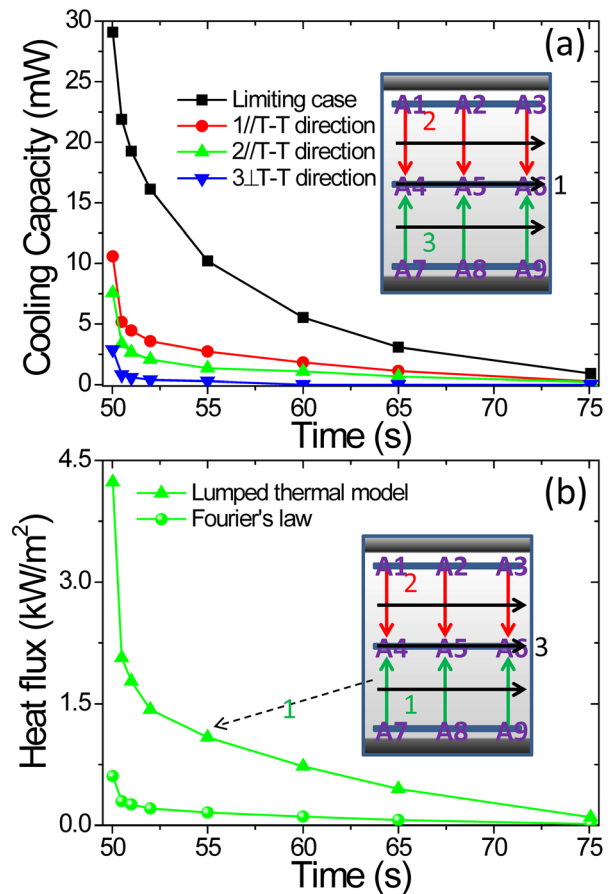 (a)
30
25
20
15
10
5
0
Cooling Capacity (mW)
Limiting case
1//T-T direction
2//T-T direction
3⊥T-T direction
A1 A2 A3
2
A4 A5 A6 1
3
A7 A8 A9
50 55 60 65 70 75
Time (s)
(b)
4.5
3.0
1.5
0.0
Heat flux (kW/m²)
Lumped thermal model
Fourier's law
A1 A2 A3
2
A4 A5 A6 3
1
1
A7 A8 A9
50 55 60 65 70 75
Time (s)